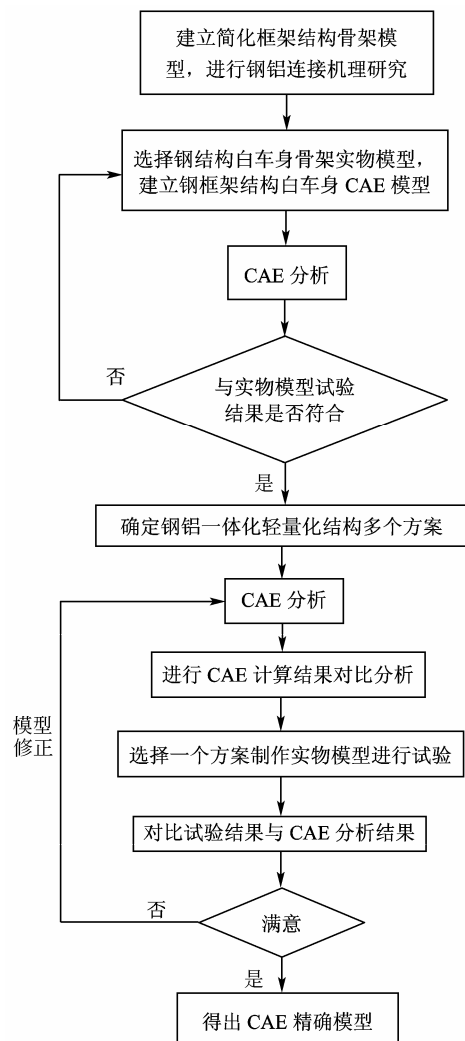 建立简化框架结构骨架模
型，进行钢铝连接机理研究
选择钢结构白车身骨架实物模型，
建立钢框架结构白车身 CAE 模型
CAE 分析
否
与实物模型试验
结果是否符合
是
确定钢铝一体化轻量化结构多个方案
CAE 分析
进行 CAE 计算结果对比分析
模型
修正
选择一个方案制作实物模型进行试验
对比试验结果与 CAE 分析结果
否
满意
是
得出 CAE 精确模型